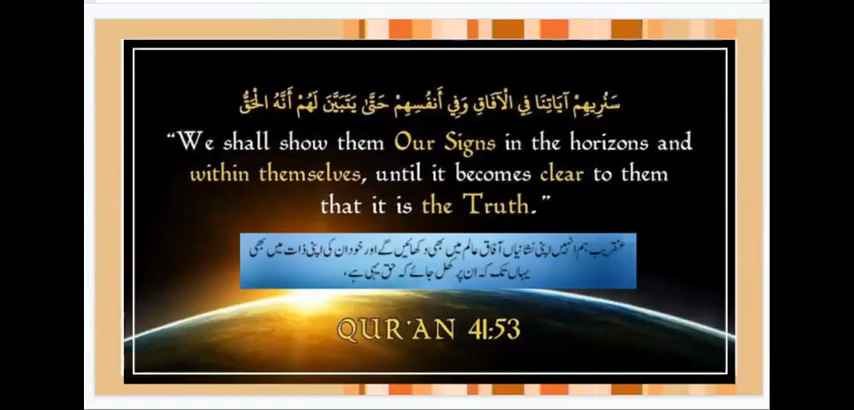 سَنُرِيهِمْ آيَاتِنَا فِي الْآفَاقِ وَفِي أَنفُسِهِمْ حَتَّىٰ يَتَبَيَّنَ لَهُمْ أَنَّهُ الْحَقُّ
“We shall show them Our Signs in the horizons and
within themselves, until it becomes clear to them
that it is the Truth.”
عنقریب ہم انہیں اپنی نشانیاں آفاق عالم میں بھی دکھائیں گے اور خود ان کی اپنی ذات میں بھی
یہاں تک کہ ان پر کھل جائے کہ حق یہی ہے،
QUR'AN 41:53